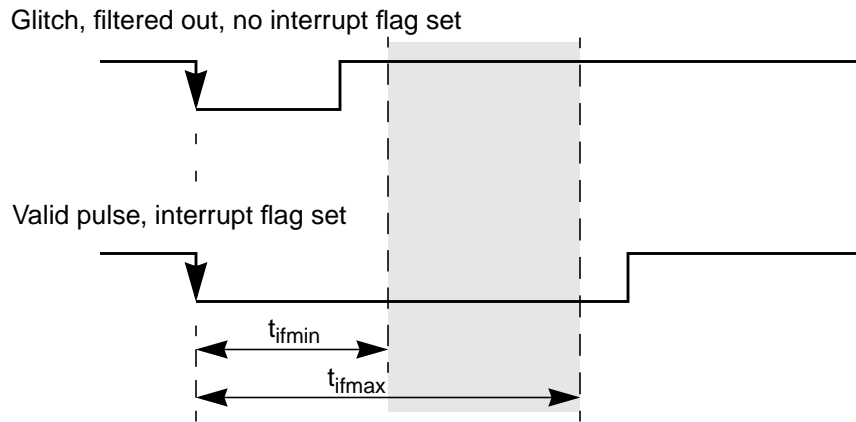 Glitch, filtered out, no interrupt flag set
Valid pulse, interrupt flag set
tifmin
tifmax